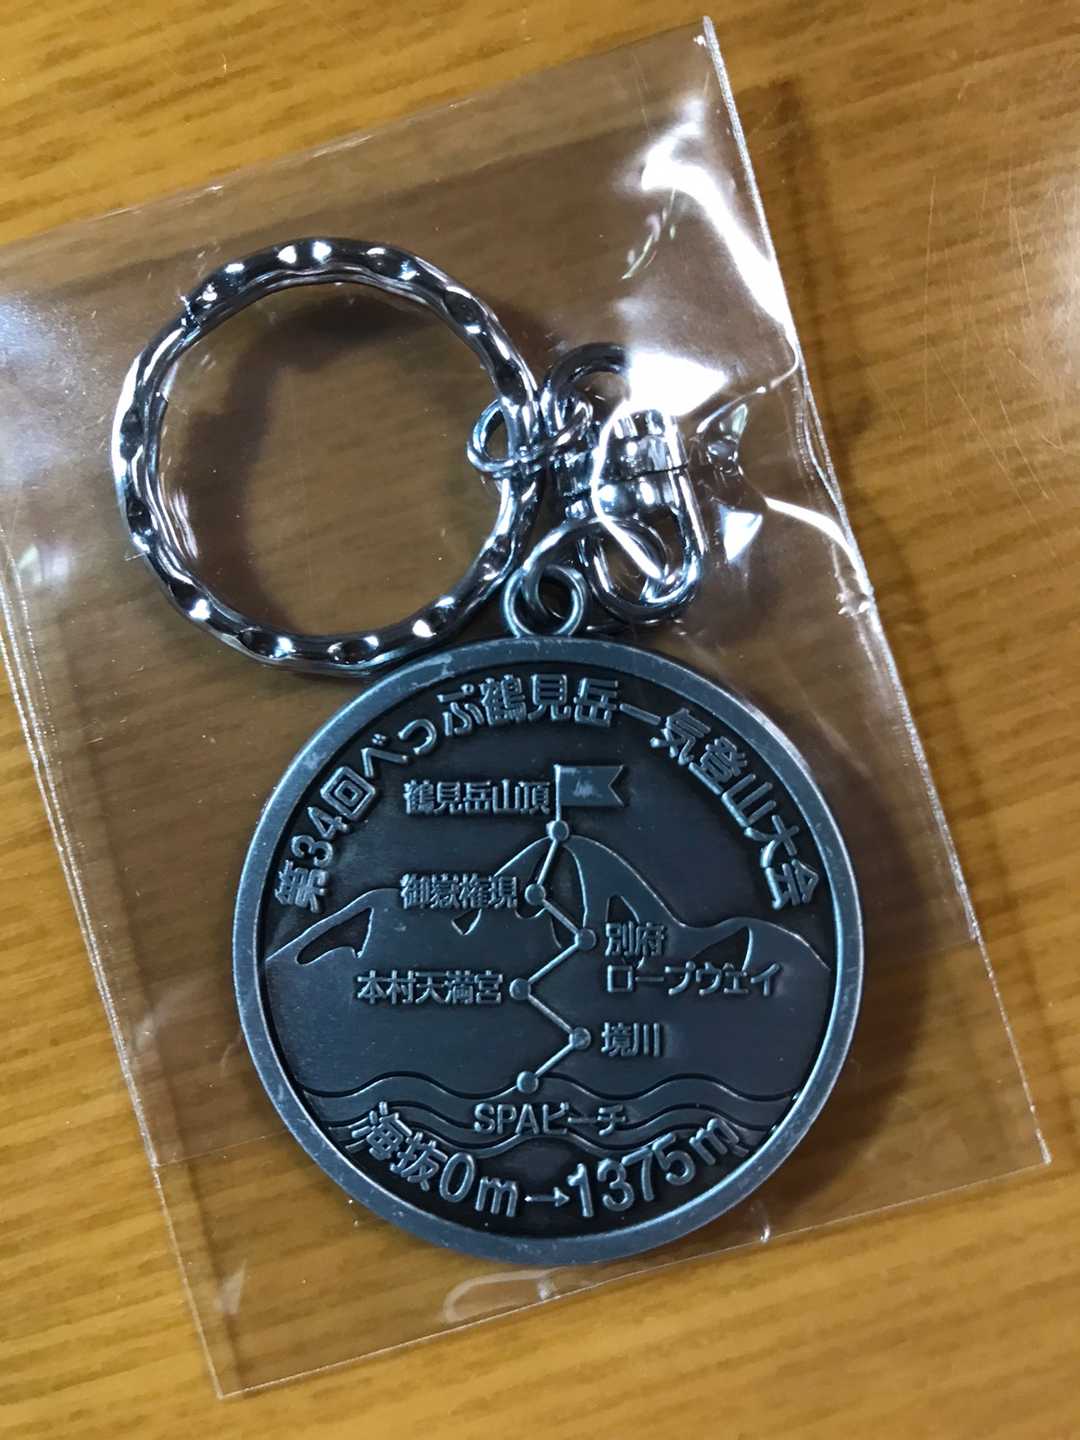 第34回べっぷ鶴見岳一気登山大会
鶴見岳山頂
御嶽権現
別府
ロープウェイ
本村天満宮
境川
SPAビーチ
海抜0m→1375m